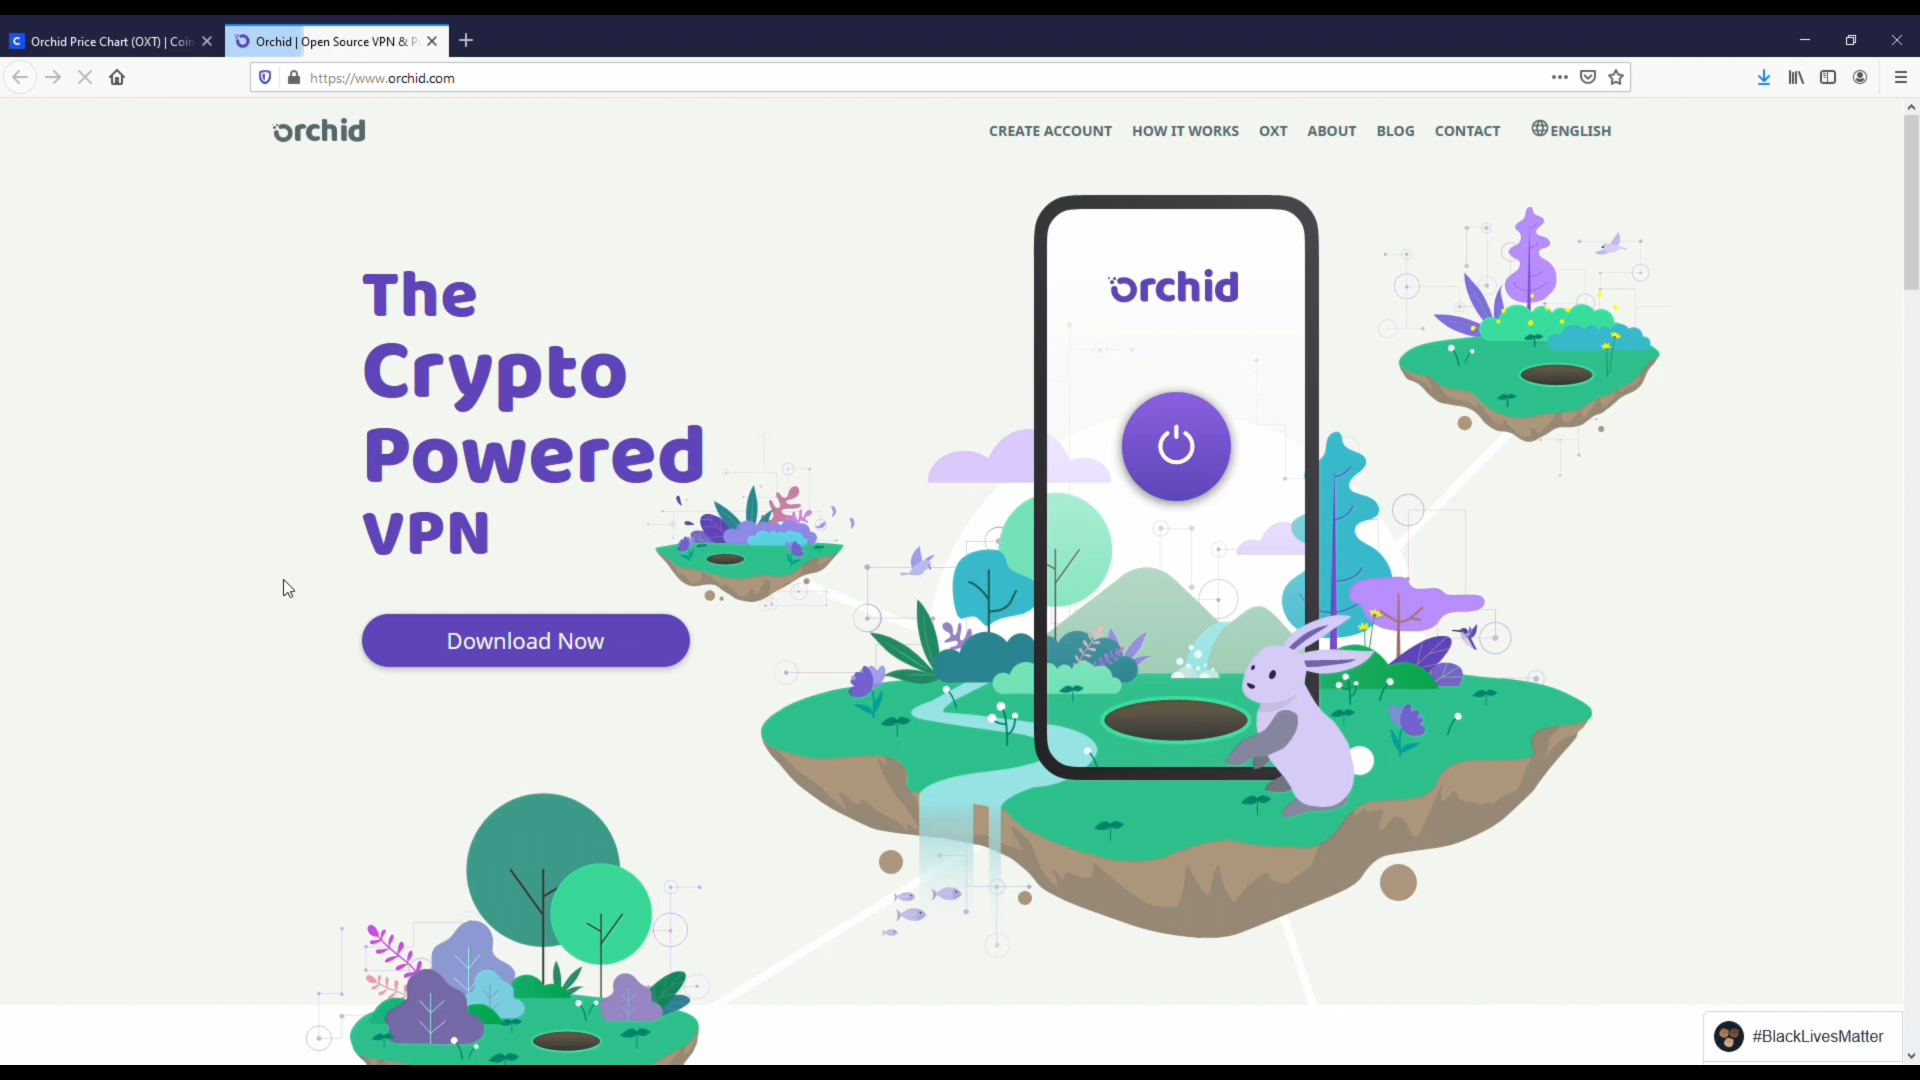 Orchid Price Chart (OXT) | Coin
Orchid | Open Source VPN & P
https://www.orchid.com
orchid
CREATE ACCOUNT
HOW IT WORKS
OXT
ABOUT
BLOG
CONTACT
ENGLISH
orchid
The
Crypto
Powered
VPN
Download Now
#BlackLivesMatter